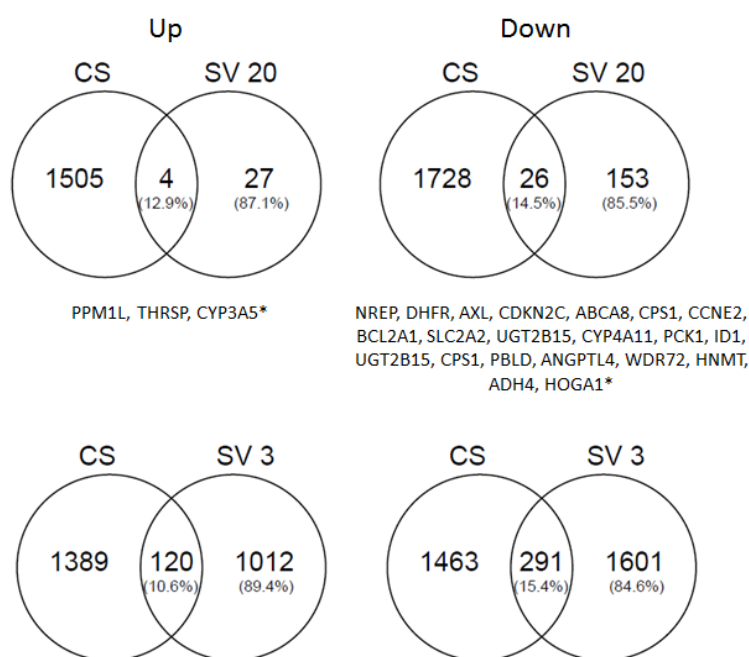 Up
Down
CS SV 20
CS SV 20
1505 4 27
(12.9%) (87.1%)
1728 26 153
(14.5%) (85.5%)
PPM1L, THRSP, CYP3A5*
NREP, DHFR, AXL, CDKN2C, ABCA8, CPS1, CCNE2,
BCL2A1, SLC2A2, UGT2B15, CYP4A11, PCK1, ID1,
UGT2B15, CPS1, PBLD, ANGPTL4, WDR72, HNMT,
ADH4, HOGA1*
CS SV 3
CS SV 3
1389 120 1012
(10.6%) (89.4%)
1463 291 1601
(15.4%) (84.6%)